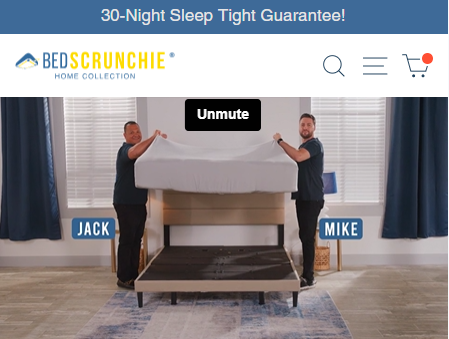 30-Night Sleep Tight Guarantee!
BEDSCRUNCHIE®
HOME COLLECTION
Unmute
JACK
MIKE